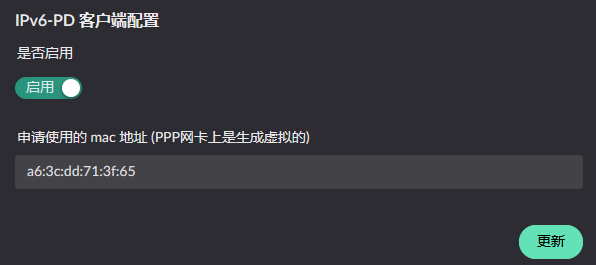 IPv6-PD 客户端配置
是否启用
启用
申请使用的 mac 地址 (PPP网卡上是生成虚拟的)
a6:3c:dd:71:3f:65
更新